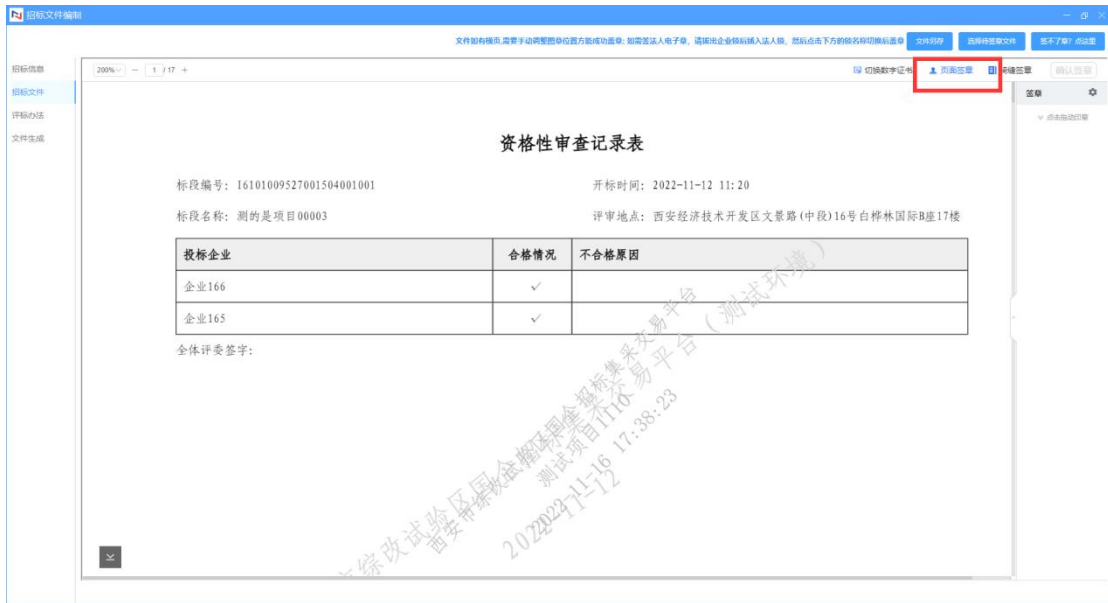 招标文件编制
文件如有横页,需要手动调整图章位置方能成功盖章;如需签法人电子章,请拔出企业锁后插入法人锁,然后点击下方的锁名称切换后盖章 文件另存 选择待签章文件 签不了章? 点这里
招标信息
招标文件
评标办法
文件生成
200% − 1 / 17 + 切换数字证书 页面签章 骑缝签章 确认签章
签章
点击拖动印章
资格性审查记录表
标段编号: I6101009527001504001001 开标时间: 2022-11-12 11:20
标段名称: 测的是项目00003 评审地点: 西安经济技术开发区文景路(中段)16号白桦林国际B座17楼
投标企业 合格情况 不合格原因
企业166 ✓
企业165 ✓
全体评委签字:
测试项目1110
2022-11-16 17:38:23
2022-11-12